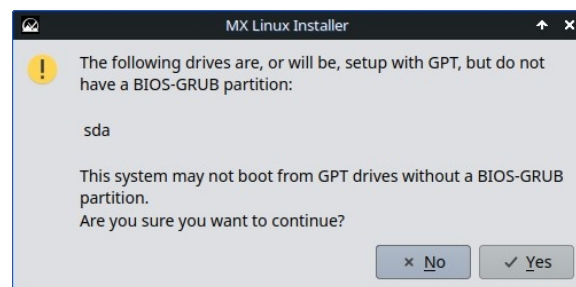 MX Linux Installer
The following drives are, or will be, setup with GPT, but do not
have a BIOS-GRUB partition:
sda
This system may not boot from GPT drives without a BIOS-GRUB
partition.
Are you sure you want to continue?
No
Yes